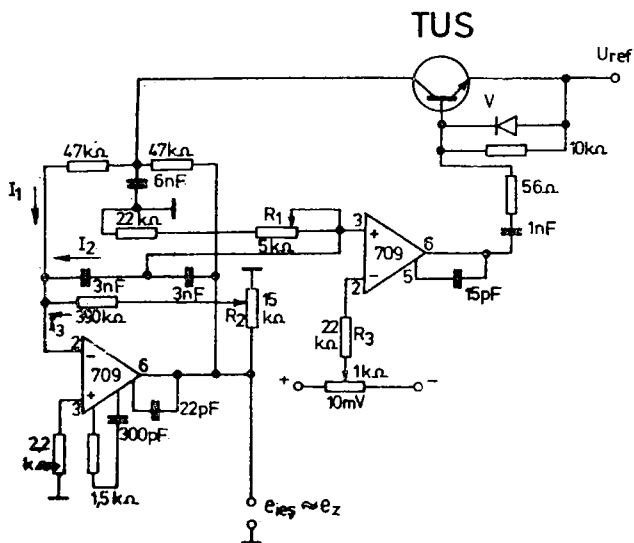 TUS
Uref
V
47kΩ
47kΩ
10kΩ
6nF
I1
56Ω
22 kΩ
R1
1nF
5kΩ
3
+
6
709
I2
-
5
2
3nF
3nF
15pF
15
kΩ
R2
390kΩ
I3
22
kΩ
R3
2
-
6
709
1kΩ
+
-
10mV
+
3
22pF
300pF
2,2
kΩ
1,5kΩ
eieş ≈ ez